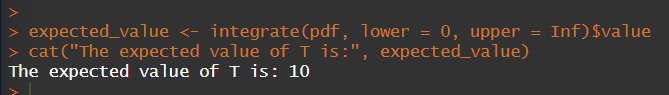 >
> expected_value <- integrate(pdf, lower = 0, upper = Inf)$value
> cat("The expected value of T is:", expected_value)
The expected value of T is: 10
>